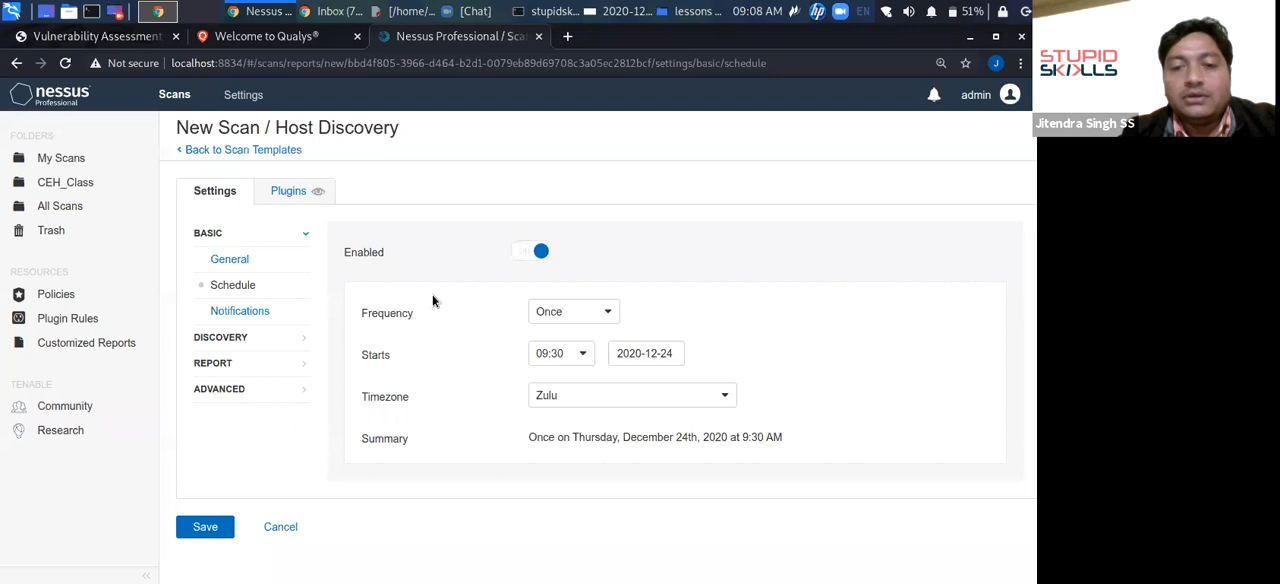 Nessus ...
Inbox (7...
[/home/...
[Chat]
stupidsk...
2020-12...
lessons ...
09:08 AM
EN
51%
Vulnerability Assessment
Welcome to Qualys®
Nessus Professional / Sca
Not secure
localhost:8834/#/scans/reports/new/bbd4f805-3966-d464-b2d1-0079eb89d69708c3a05ec2812bcf/settings/basic/schedule
J
nessus
Professional
Scans
Settings
admin
STUPID
SKILLS
Jitendra Singh SS
FOLDERS
My Scans
CEH_Class
All Scans
Trash
RESOURCES
Policies
Plugin Rules
Customized Reports
TENABLE
Community
Research
New Scan / Host Discovery
‹ Back to Scan Templates
Settings
Plugins
BASIC
General
Schedule
Notifications
DISCOVERY
REPORT
ADVANCED
Enabled
Frequency
Once
Starts
09:30
2020-12-24
Timezone
Zulu
Summary
Once on Thursday, December 24th, 2020 at 9:30 AM
Save
Cancel